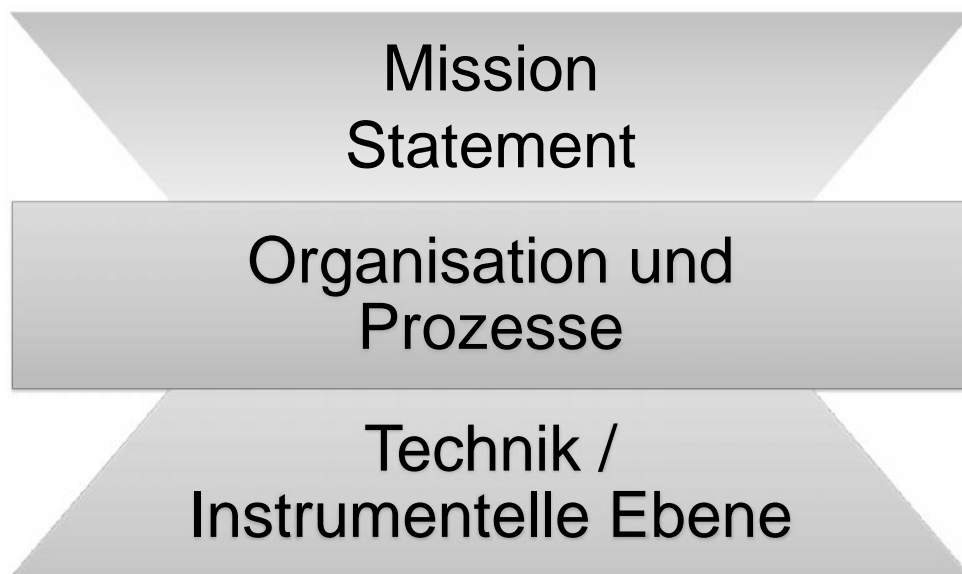 Mission
Statement
Organisation und
Prozesse
Technik /
Instrumentelle Ebene